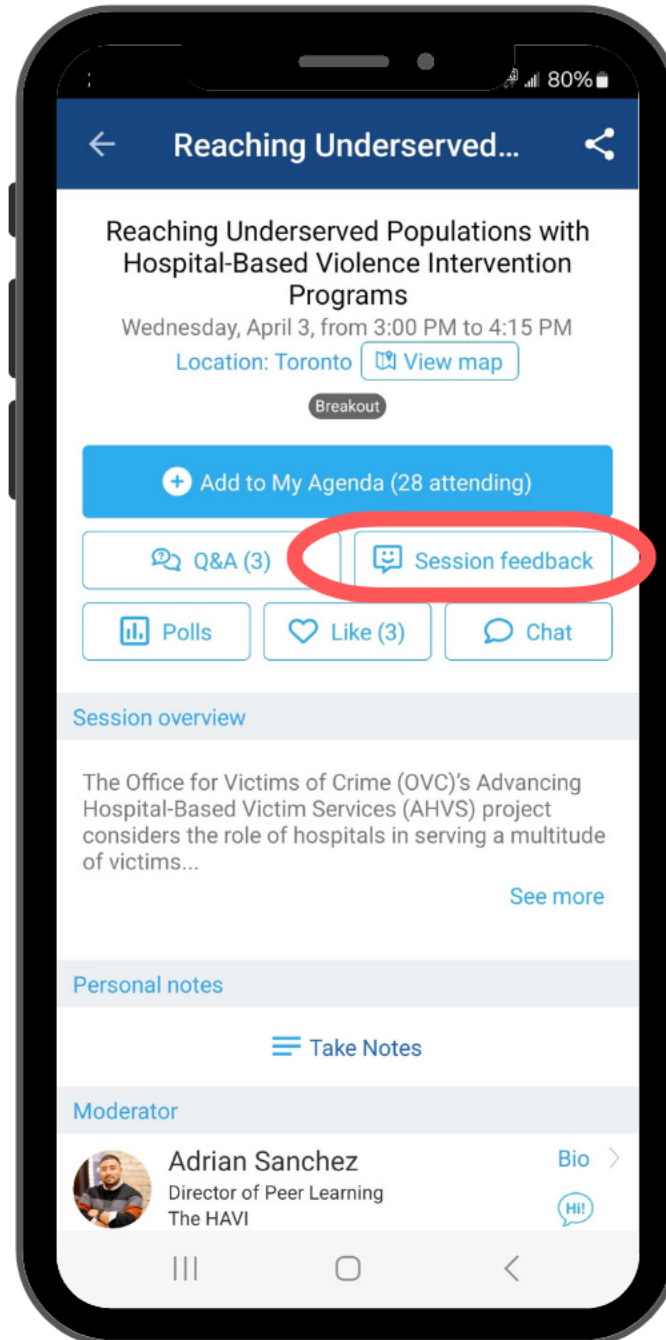 80%
Reaching Underserved...
Reaching Underserved Populations with
Hospital-Based Violence Intervention
Programs
Wednesday, April 3, from 3:00 PM to 4:15 PM
Location: Toronto View map
Breakout
Add to My Agenda (28 attending)
Q&A (3) Session feedback
Polls Like (3) Chat
Session overview
The Office for Victims of Crime (OVC)'s Advancing
Hospital-Based Victim Services (AHVS) project
considers the role of hospitals in serving a multitude
of victims...
See more
Personal notes
Take Notes
Moderator
Adrian Sanchez Bio
Director of Peer Learning
The HAVI Hi!